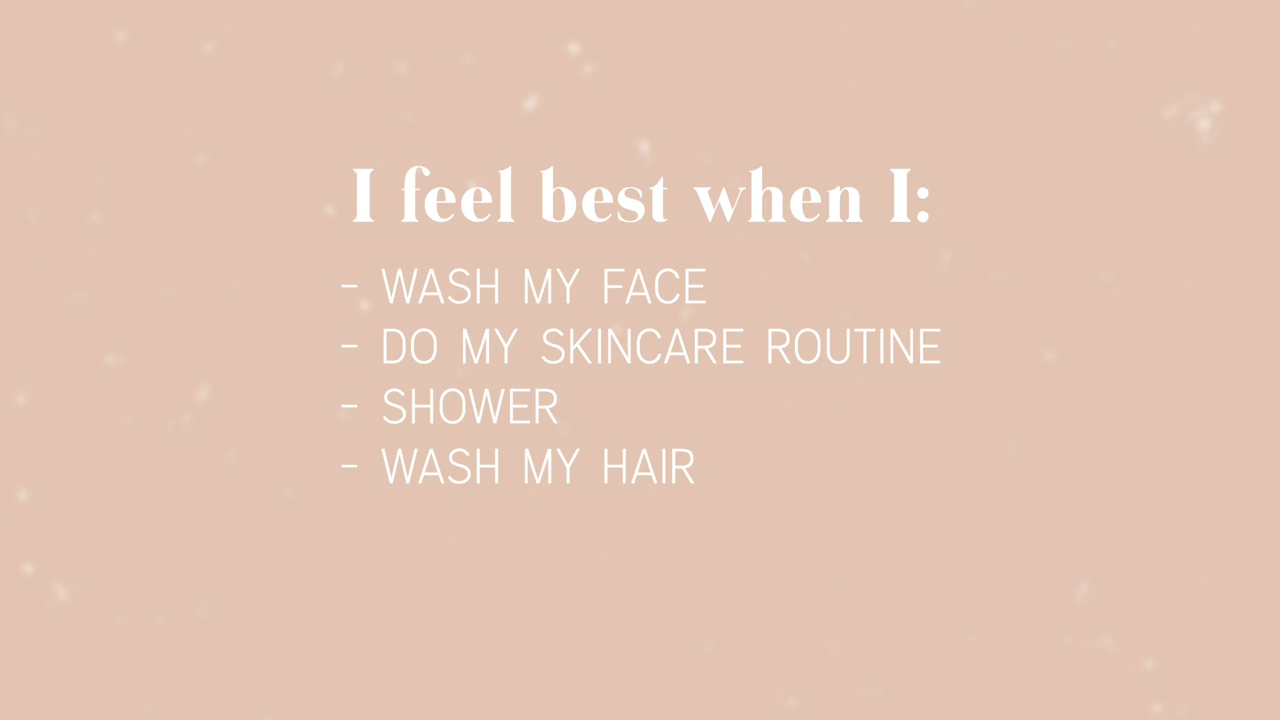 I feel best when I:
- WASH MY FACE
- DO MY SKINCARE ROUTINE
- SHOWER
- WASH MY HAIR